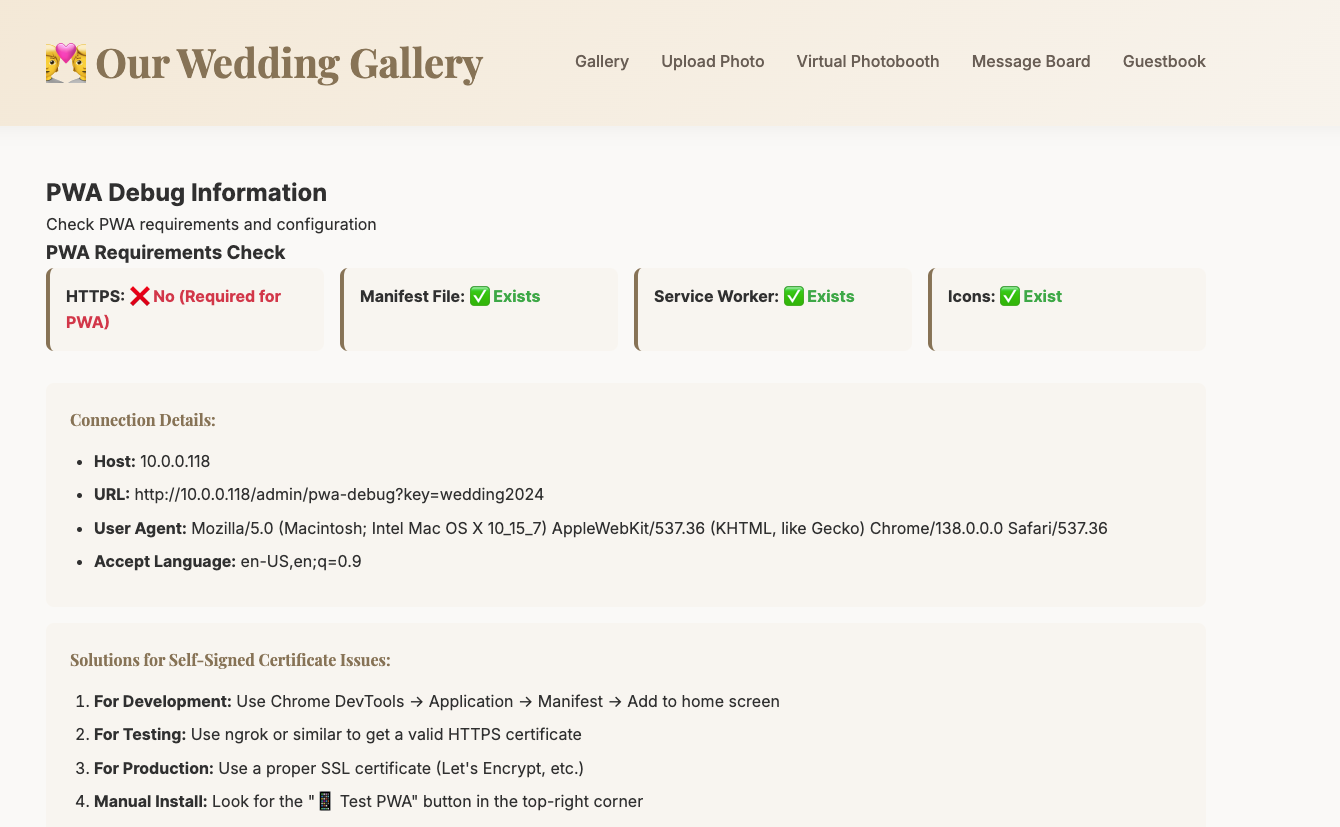 Our Wedding Gallery
Gallery Upload Photo Virtual Photobooth Message Board Guestbook
PWA Debug Information
Check PWA requirements and configuration
PWA Requirements Check
HTTPS: ❌ No (Required for
PWA)
Manifest File: ✅ Exists
Service Worker: ✅ Exists
Icons: ✅ Exist
Connection Details:
• Host: 10.0.0.118
• URL: http://10.0.0.118/admin/pwa-debug?key=wedding2024
• User Agent: Mozilla/5.0 (Macintosh; Intel Mac OS X 10_15_7) AppleWebKit/537.36 (KHTML, like Gecko) Chrome/138.0.0.0 Safari/537.36
• Accept Language: en-US,en;q=0.9
Solutions for Self-Signed Certificate Issues:
1. For Development: Use Chrome DevTools → Application → Manifest → Add to home screen
2. For Testing: Use ngrok or similar to get a valid HTTPS certificate
3. For Production: Use a proper SSL certificate (Let's Encrypt, etc.)
4. Manual Install: Look for the "📱 Test PWA" button in the top-right corner